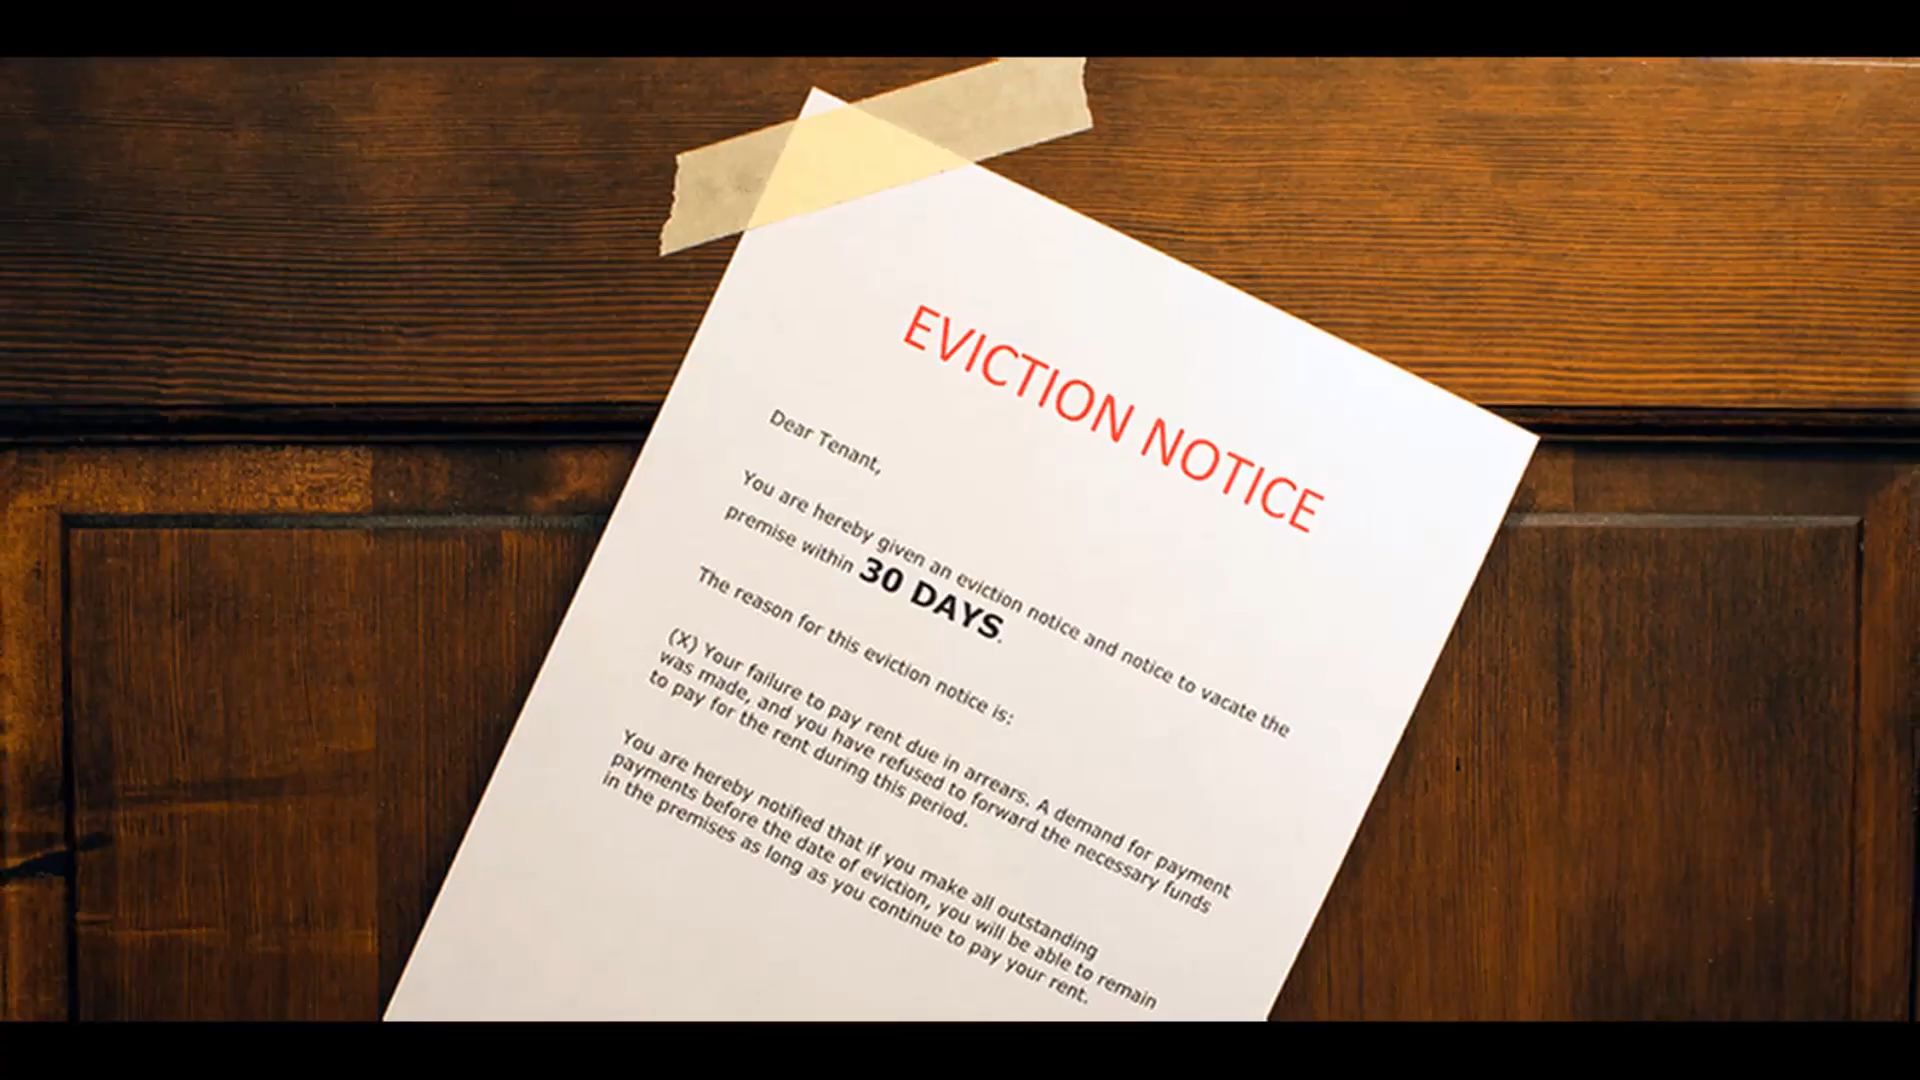 EVICTION NOTICE
Dear Tenant,
You are hereby given an eviction notice and notice to vacate the
premise within 30 DAYS.
The reason for this eviction notice is:
(X) Your failure to pay rent due in arrears. A demand for payment
was made, and you have refused to forward the necessary funds
to pay for the rent during this period.
You are hereby notified that if you make all outstanding
payments before the date of eviction, you will be able to remain
in the premises as long as you continue to pay your rent.